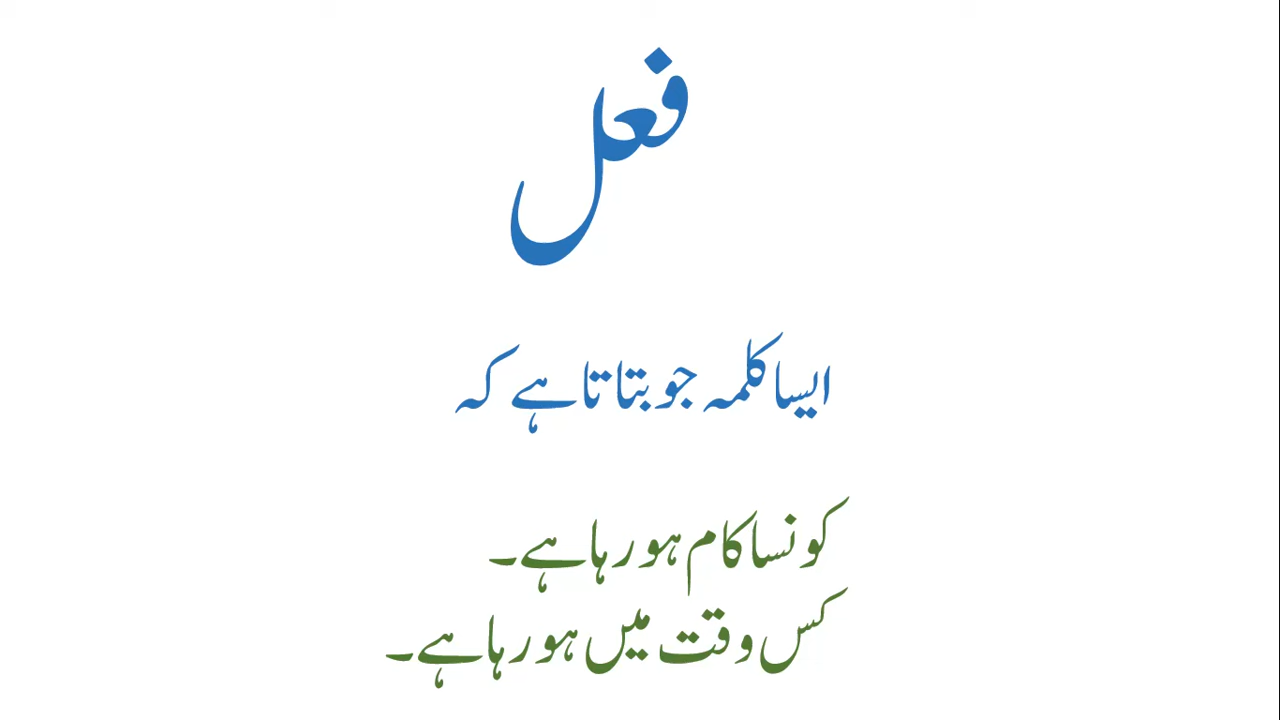 فعل
ایسا کلمہ جو بتاتا ہے کہ
کونسا کام ہو رہا ہے۔
کس وقت میں ہو رہا ہے۔